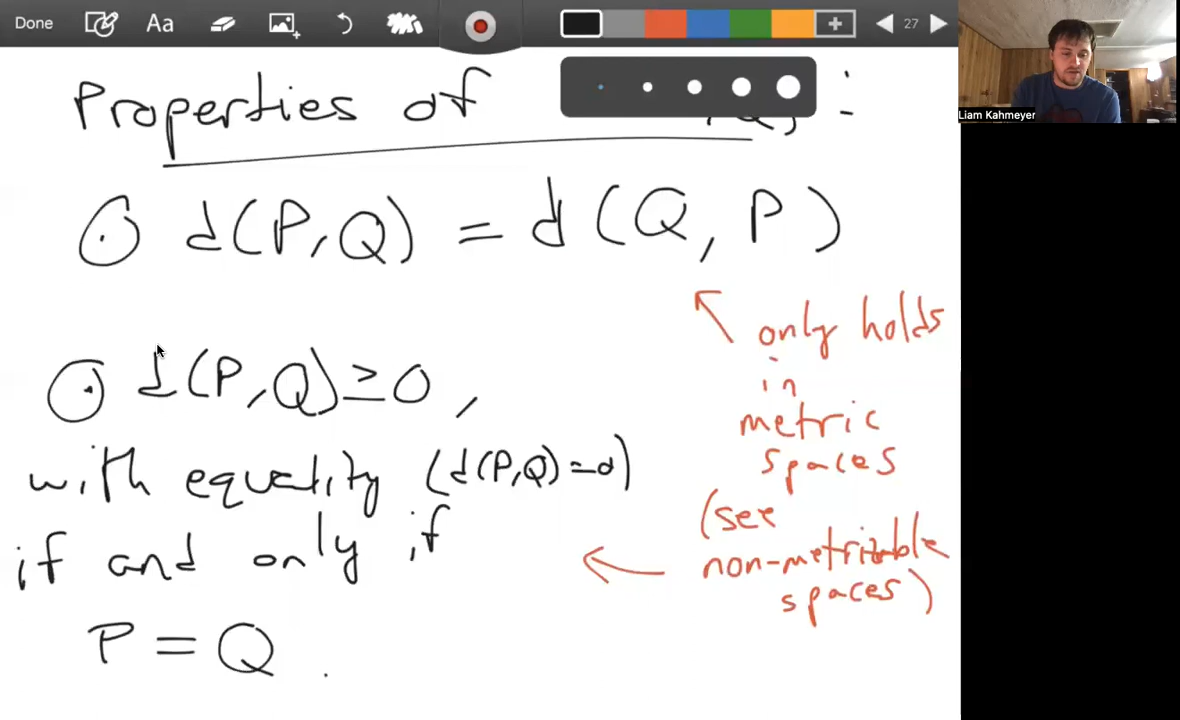 Done
Aa
27
Liam Kahmeyer
Properties of Q) :
d(P,Q) = d(Q,P)
only holds
in
metric
spaces
(see
non-metrizable
spaces)
d(P,Q) ≥ 0 ,
with equality (d(P,Q)=0)
if and only if
P = Q .